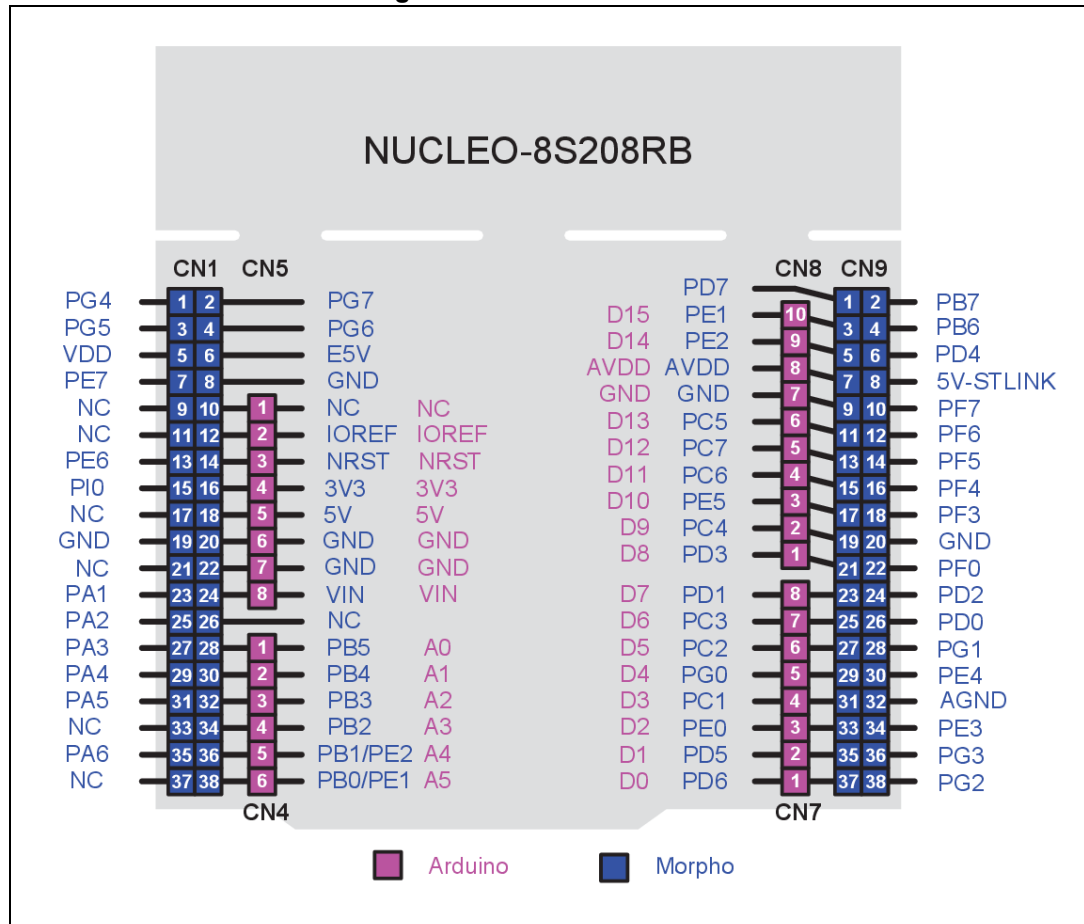 NUCLEO-8S208RB
CN1 CN5 CN8 CN9
PD7
PG4 1 2 PG7 1 2 PB7
PG5 3 4 PG6 D15 PE1 10 3 4 PB6
VDD 5 6 E5V D14 PE2 9 5 6 PD4
PE7 7 8 GND AVDD AVDD 8 7 8 5V-STLINK
NC 9 10 1 NC NC GND GND 7 9 10 PF7
NC 11 12 2 IOREF IOREF D13 PC5 6 11 12 PF6
PE6 13 14 3 NRST NRST D12 PC7 5 13 14 PF5
PI0 15 16 4 3V3 3V3 D11 PC6 4 15 16 PF4
NC 17 18 5 5V 5V D10 PE5 3 17 18 PF3
GND 19 20 6 GND GND D9 PC4 2 19 20 GND
NC 21 22 7 GND GND D8 PD3 1 21 22 PF0
PA1 23 24 8 VIN VIN D7 PD1 8 23 24 PD2
PA2 25 26 NC D6 PC3 7 25 26 PD0
PA3 27 28 1 PB5 A0 D5 PC2 6 27 28 PG1
PA4 29 30 2 PB4 A1 D4 PG0 5 29 30 PE4
PA5 31 32 3 PB3 A2 D3 PC1 4 31 32 AGND
NC 33 34 4 PB2 A3 D2 PE0 3 33 34 PE3
PA6 35 36 5 PB1/PE2 A4 D1 PD5 2 35 36 PG3
NC 37 38 6 PB0/PE1 A5 D0 PD6 1 37 38 PG2
CN4 CN7
Arduino Morpho